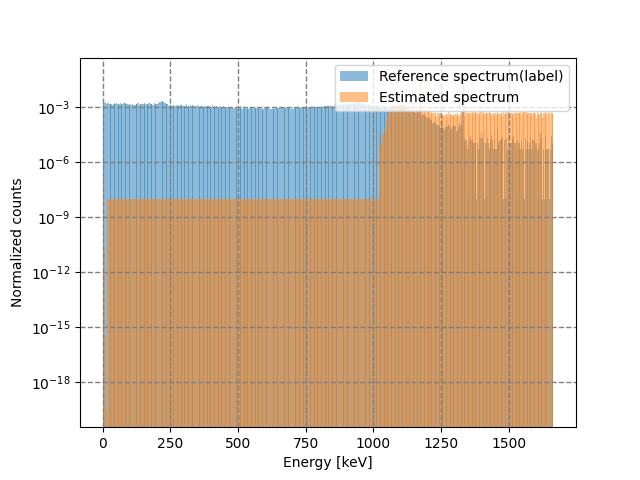 Reference spectrum(label)
Estimated spectrum
Normalized counts
10⁻³
10⁻⁶
10⁻⁹
10⁻¹²
10⁻¹⁵
10⁻¹⁸
0 250 500 750 1000 1250 1500
Energy [keV]